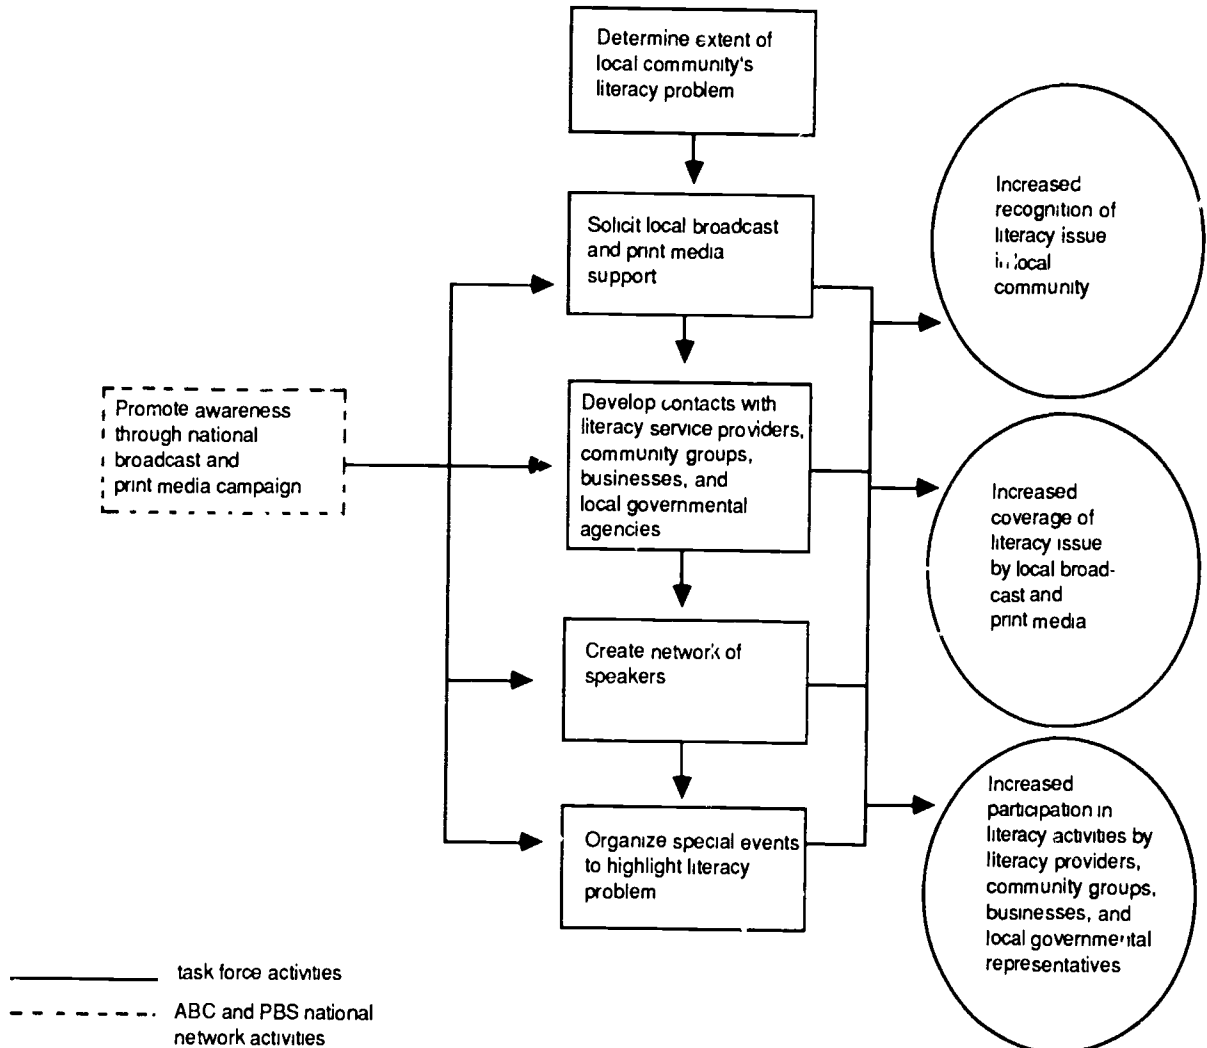 Determine extent of
local community's
literacy problem
Solicit local broadcast
and print media
support
Develop contacts with
literacy service providers,
community groups,
businesses, and
local governmental
agencies
Create network of
speakers
Organize special events
to highlight literacy
problem
Promote awareness
through national
broadcast and
print media campaign
Increased
recognition of
literacy issue
in local
community
Increased
coverage of
literacy issue
by local broad-
cast and
print media
Increased
participation in
literacy activities by
literacy providers,
community groups,
businesses, and
local governmental
representatives
task force activities
ABC and PBS national
network activities